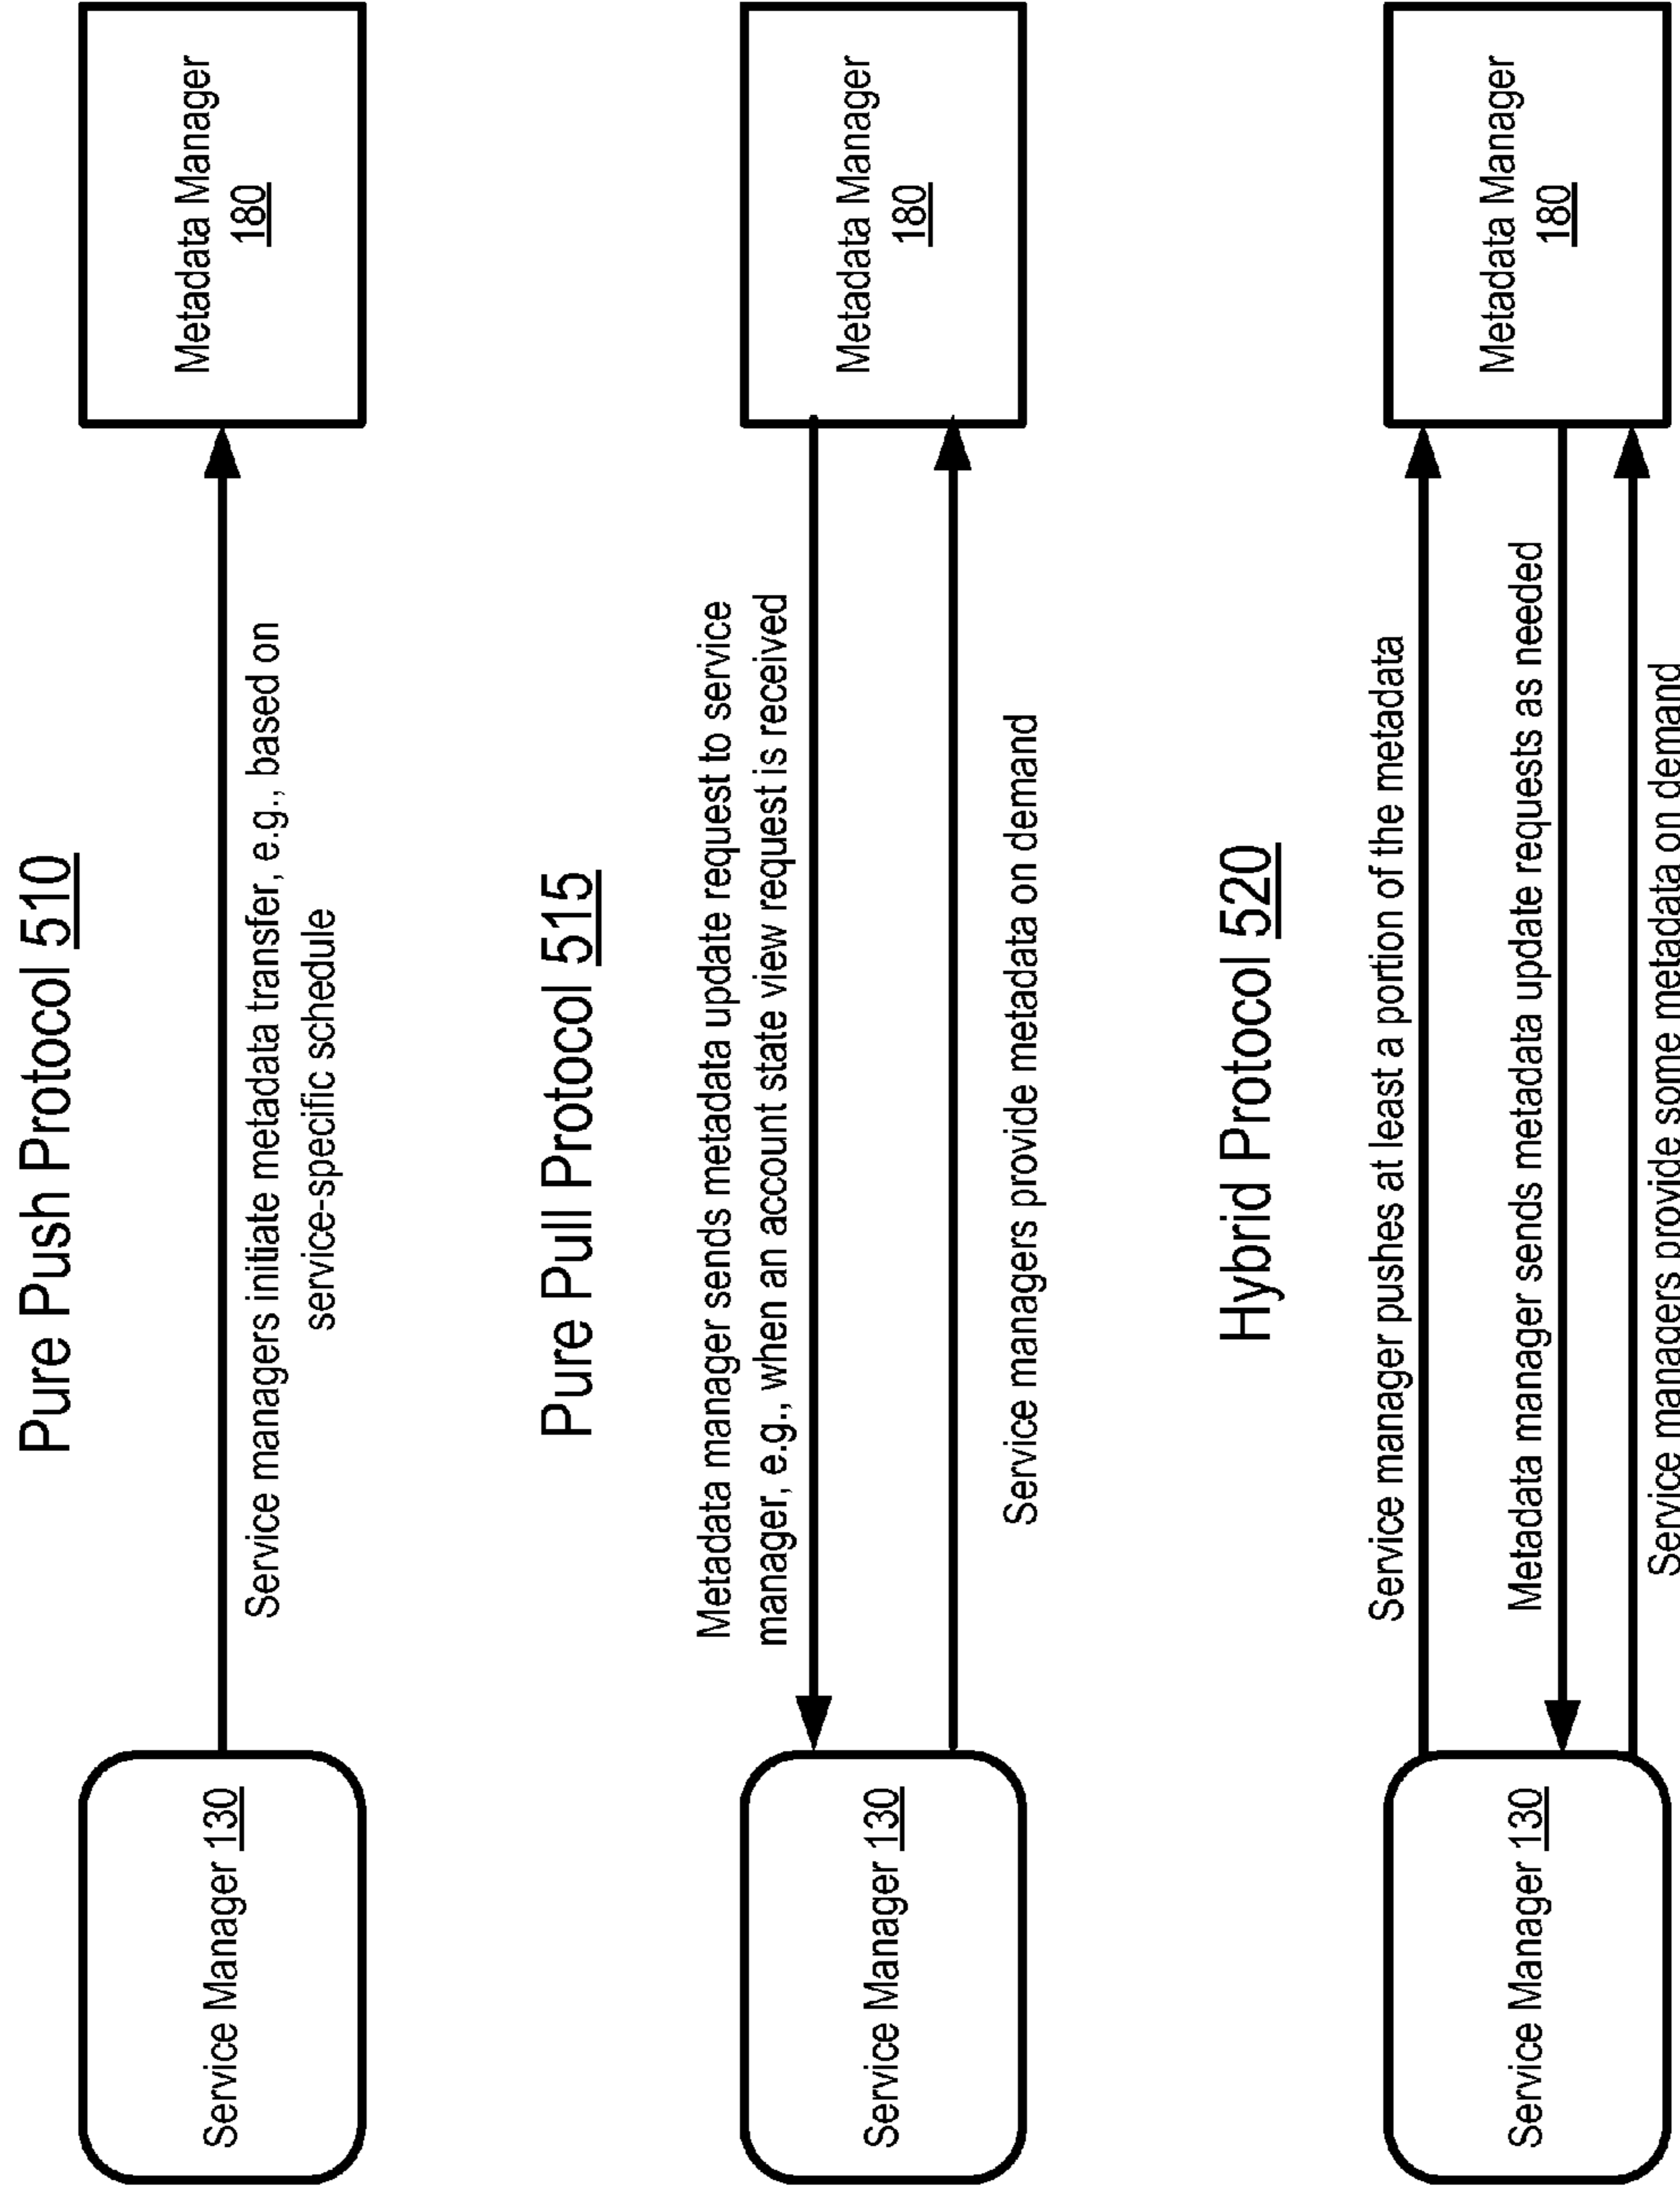 Pure Push Protocol 510
Service Manager 130
Service managers initiate metadata transfer, e.g., based on
service-specific schedule
Metadata Manager
180
Pure Pull Protocol 515
Service Manager 130
Metadata manager sends metadata update request to service
manager, e.g., when an account state view request is received
Service managers provide metadata on demand
Metadata Manager
180
Hybrid Protocol 520
Service Manager 130
Service manager pushes at least a portion of the metadata
Metadata manager sends metadata update requests as needed
Service managers provide some metadata on demand
Metadata Manager
180